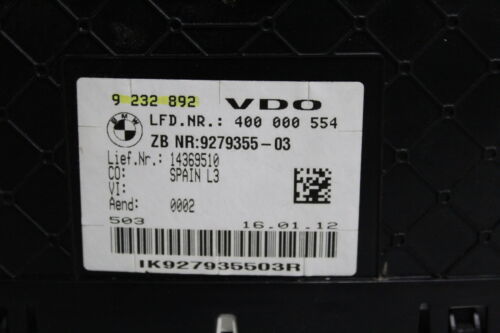 9 232 892 VDO
BMW LFD.NR.: 400 000 554
ZB NR:9279355-03
Lief.Nr.: 14369510
CO: SPAIN L3
VI:
Aend: 0002
503 16.01.12
IK927935503R